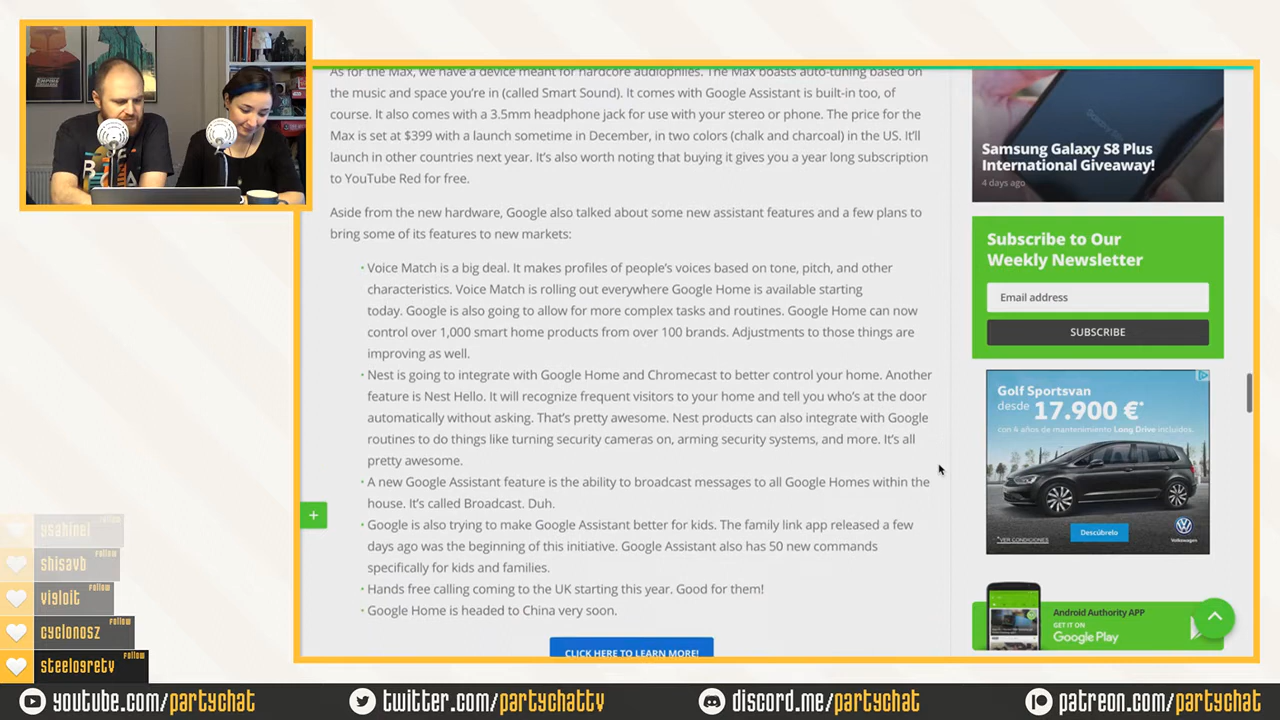 As for the Max, we have a device meant for hardcore audiophiles. The Max boasts auto-tuning based on
the music and space you're in (called Smart Sound). It comes with Google Assistant is built-in too, of
course. It also comes with a 3.5mm headphone jack for use with your stereo or phone. The price for the
Max is set at $399 with a launch sometime in December, in two colors (chalk and charcoal) in the US. It'll
launch in other countries next year. It's also worth noting that buying it gives you a year long subscription
to YouTube Red for free.
Aside from the new hardware, Google also talked about some new assistant features and a few plans to
bring some of its features to new markets:
• Voice Match is a big deal. It makes profiles of people's voices based on tone, pitch, and other
characteristics. Voice Match is rolling out everywhere Google Home is available starting
today. Google is also going to allow for more complex tasks and routines. Google Home can now
control over 1,000 smart home products from over 100 brands. Adjustments to those things are
improving as well.
• Nest is going to integrate with Google Home and Chromecast to better control your home. Another
feature is Nest Hello. It will recognize frequent visitors to your home and tell you who's at the door
automatically without asking. That's pretty awesome. Nest products can also integrate with Google
routines to do things like turning security cameras on, arming security systems, and more. It's all
pretty awesome.
• A new Google Assistant feature is the ability to broadcast messages to all Google Homes within the
house. It's called Broadcast. Duh.
• Google is also trying to make Google Assistant better for kids. The family link app released a few
days ago was the beginning of this initiative. Google Assistant also has 50 new commands
specifically for kids and families.
• Hands free calling coming to the UK starting this year. Good for them!
• Google Home is headed to China very soon.
CLICK HERE TO LEARN MORE!
+
Samsung Galaxy S8 Plus
International Giveaway!
4 days ago
Subscribe to Our
Weekly Newsletter
Email address
SUBSCRIBE
Golf Sportsvan
desde 17.900 €*
con 4 años de mantenimiento Long Drive incluidos.
*VER CONDICIONES
Descúbrelo
Volkswagen
Android Authority APP
GET IT ON
Google Play
ysahinel
shisavb Follow
vigloit Follow
cyclonosz Follow
steelogretv Follow
youtube.com/partychat
twitter.com/partychattv
discord.me/partychat
patreon.com/partychat